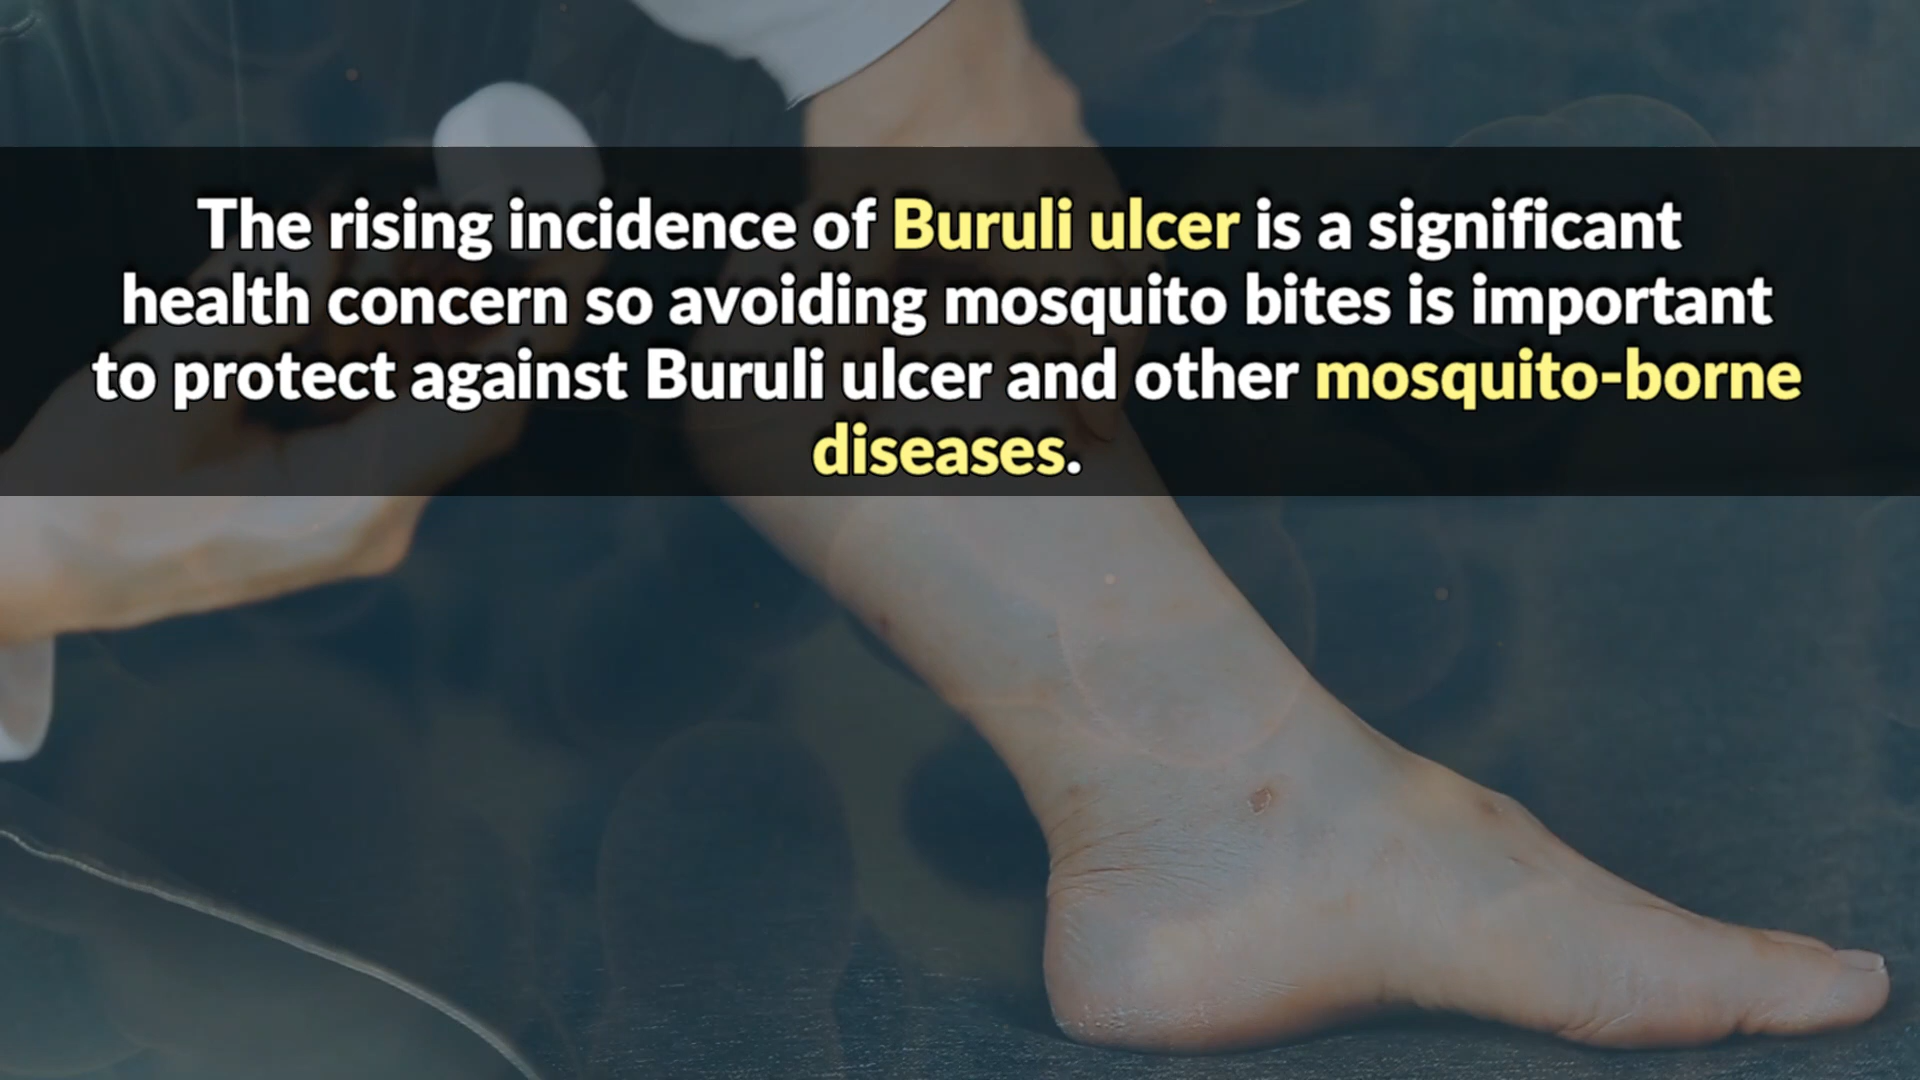 The rising incidence of Buruli ulcer is a significant
health concern so avoiding mosquito bites is important
to protect against Buruli ulcer and other mosquito-borne
diseases.